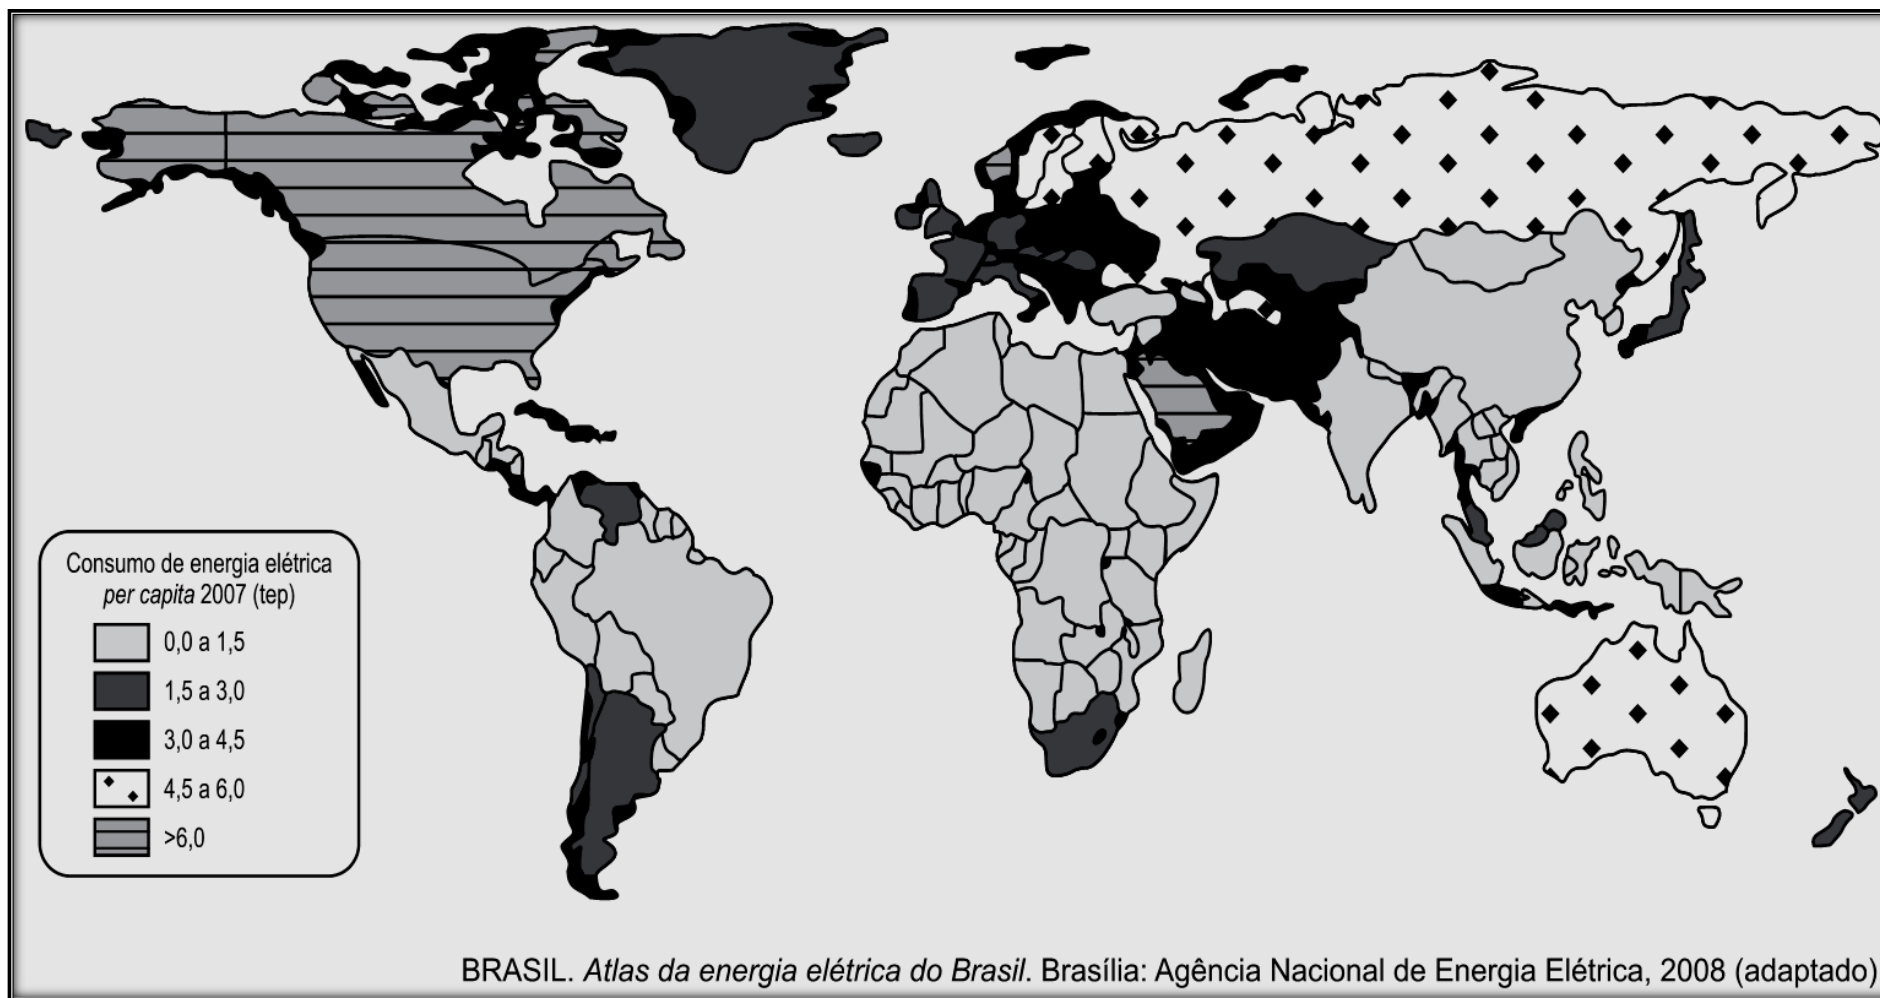 Consumo de energia elétrica
per capita 2007 (tep)
0,0 a 1,5
1,5 a 3,0
3,0 a 4,5
4,5 a 6,0
>6,0
BRASIL. Atlas da energia elétrica do Brasil. Brasília: Agência Nacional de Energia Elétrica, 2008 (adaptado)